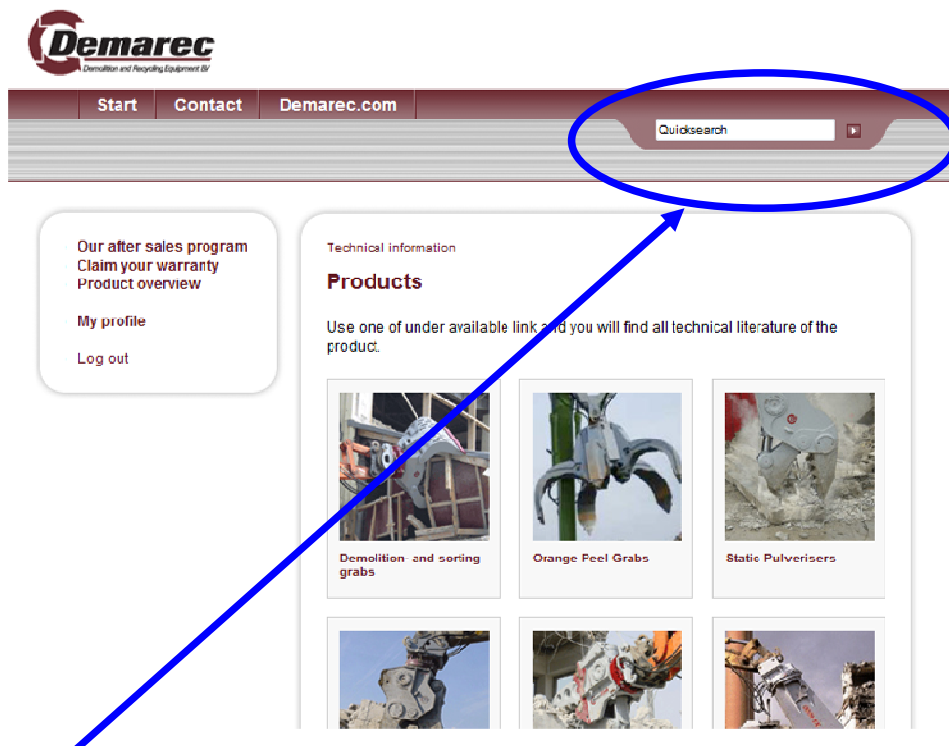 Demarec
Demolition and Recycling Equipment BV
Start Contact Demarec.com
Quicksearch
Our after sales program
Claim your warranty
Product overview
My profile
Log out
Technical information
Products
Use one of under available link and you will find all technical literature of the
product.
Demolition- and sorting
grabs
Orange Peel Grabs
Static Pulverisers